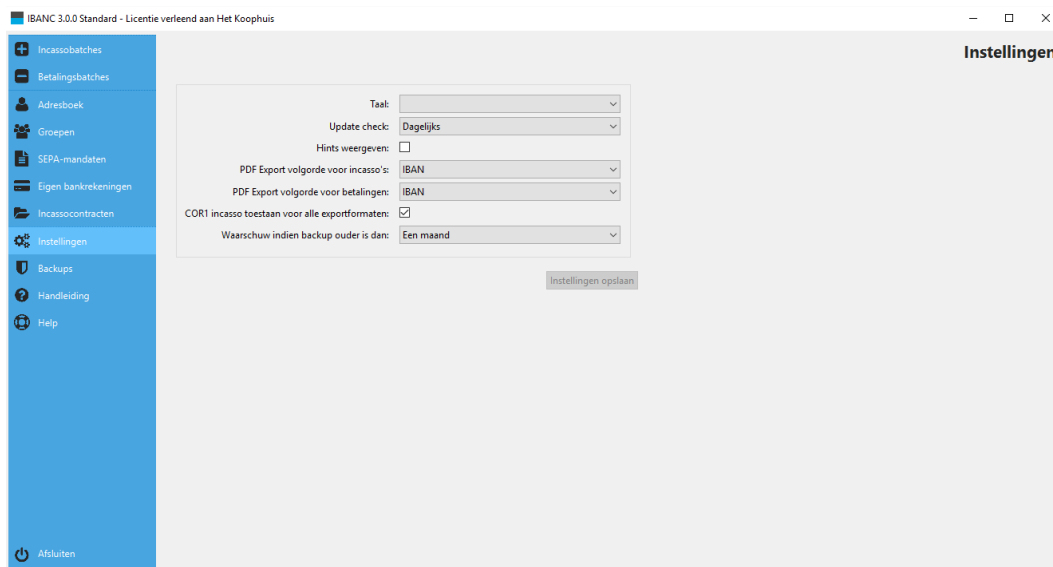 IBANC 3.0.0 Standard - Licentie verleend aan Het Koophuis
Incassobatches
Betalingsbatches
Adresboek
Groepen
SEPA-mandaten
Eigen bankrekeningen
Incassocontracten
Instellingen
Backups
Handleiding
Help
Afsluiten
Instellingen
Taal:
Update check: Dagelijks
Hints weergeven:
PDF Export volgorde voor incasso's: IBAN
PDF Export volgorde voor betalingen: IBAN
COR1 incasso toestaan voor alle exportformaten:
Waarschuw indien backup ouder is dan: Een maand
Instellingen opslaan